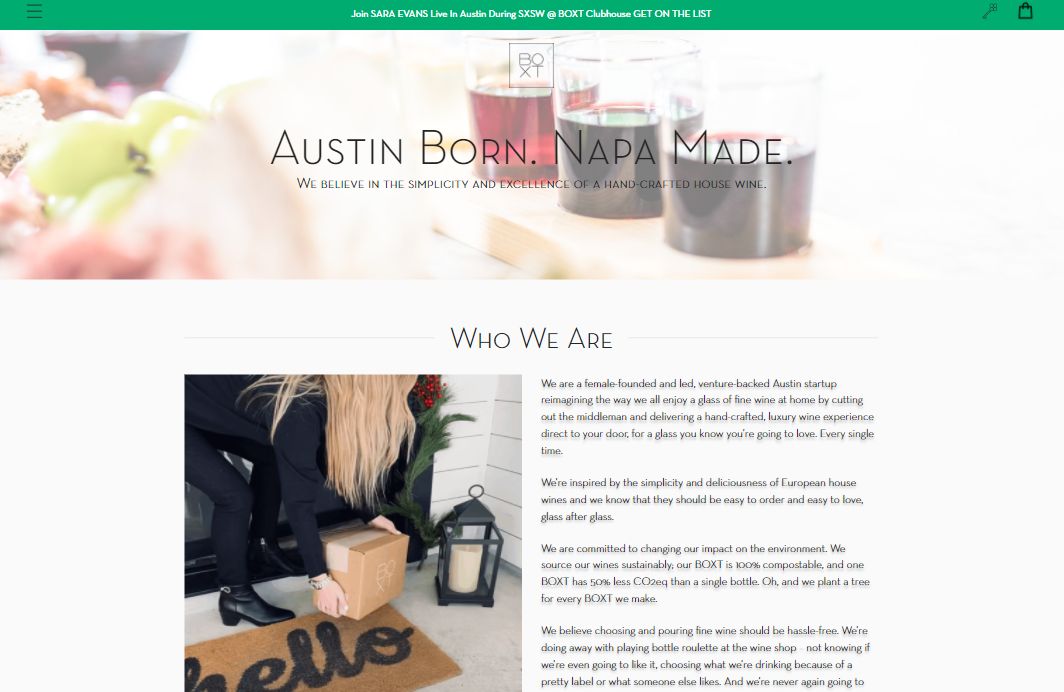 Join SARA EVANS Live In Austin During SXSW @ BOXT Clubhouse GET ON THE LIST
BO
XT
Austin Born. Napa Made.
We believe in the simplicity and excellence of a hand-crafted house wine.
Who We Are
We are a female-founded and led, venture-backed Austin startup
reimagining the way we all enjoy a glass of fine wine at home by cutting
out the middleman and delivering a hand-crafted, luxury wine experience
direct to your door, for a glass you know you're going to love. Every single
time.
We're inspired by the simplicity and deliciousness of European house
wines and we know that they should be easy to order and easy to love,
glass after glass.
We are committed to changing our impact on the environment. We
source our wines sustainably, our BOXT is 100% compostable, and one
BOXT has 50% less CO2eq than a single bottle. Oh, and we plant a tree
for every BOXT we make.
We believe choosing and pouring fine wine should be hassle-free. We're
doing away with playing bottle roulette at the wine shop - not knowing if
we're even going to like it, choosing what we're drinking because of a
pretty label or what someone else likes. And we're never again going to
BO
XT
hello